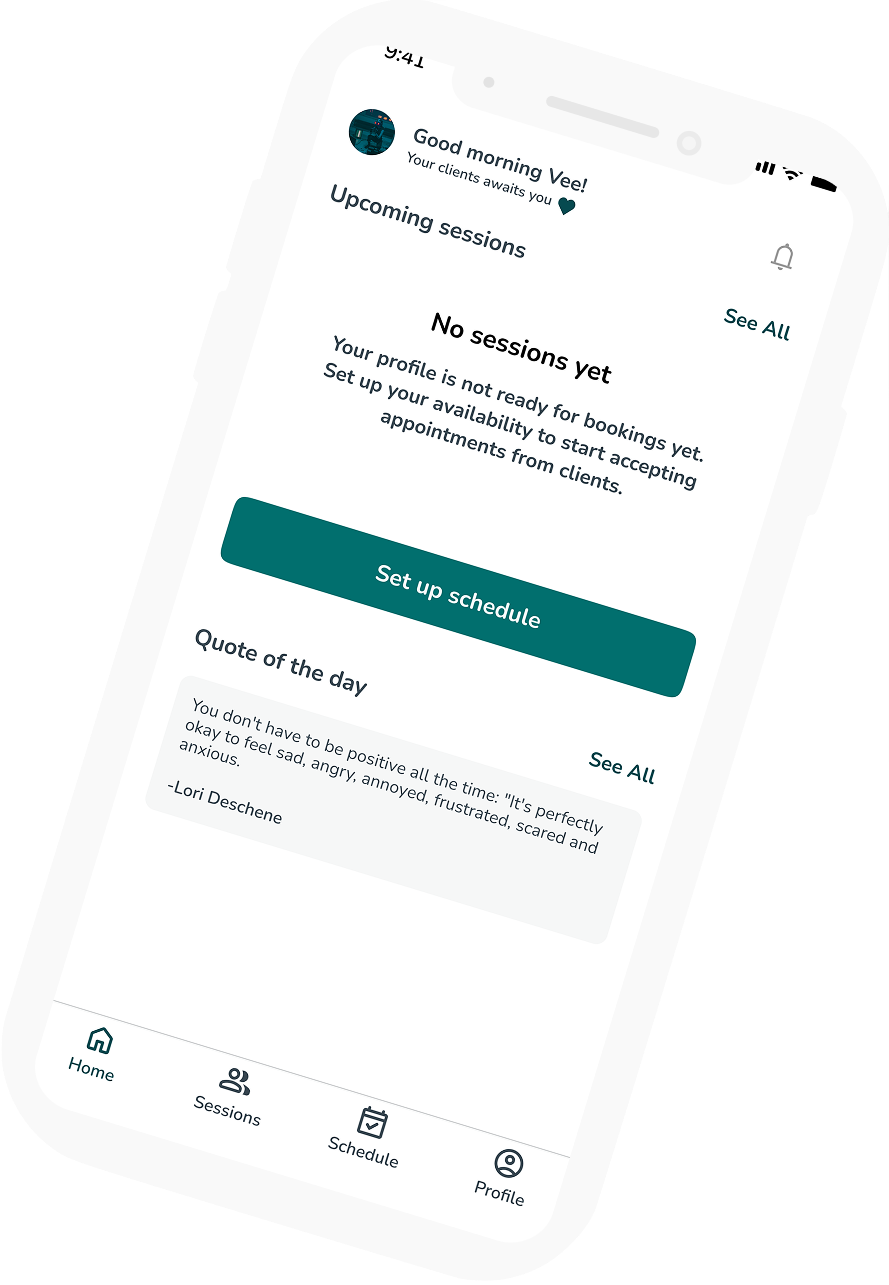 9:41
Good morning Vee!
Your clients awaits you
Upcoming sessions
See All
No sessions yet
Your profile is not ready for bookings yet.
Set up your availability to start accepting
appointments from clients.
Set up schedule
Quote of the day
See All
You don't have to be positive all the time: "It's perfectly
okay to feel sad, angry, annoyed, frustrated, scared and
anxious.
-Lori Deschene
Home
Sessions
Schedule
Profile